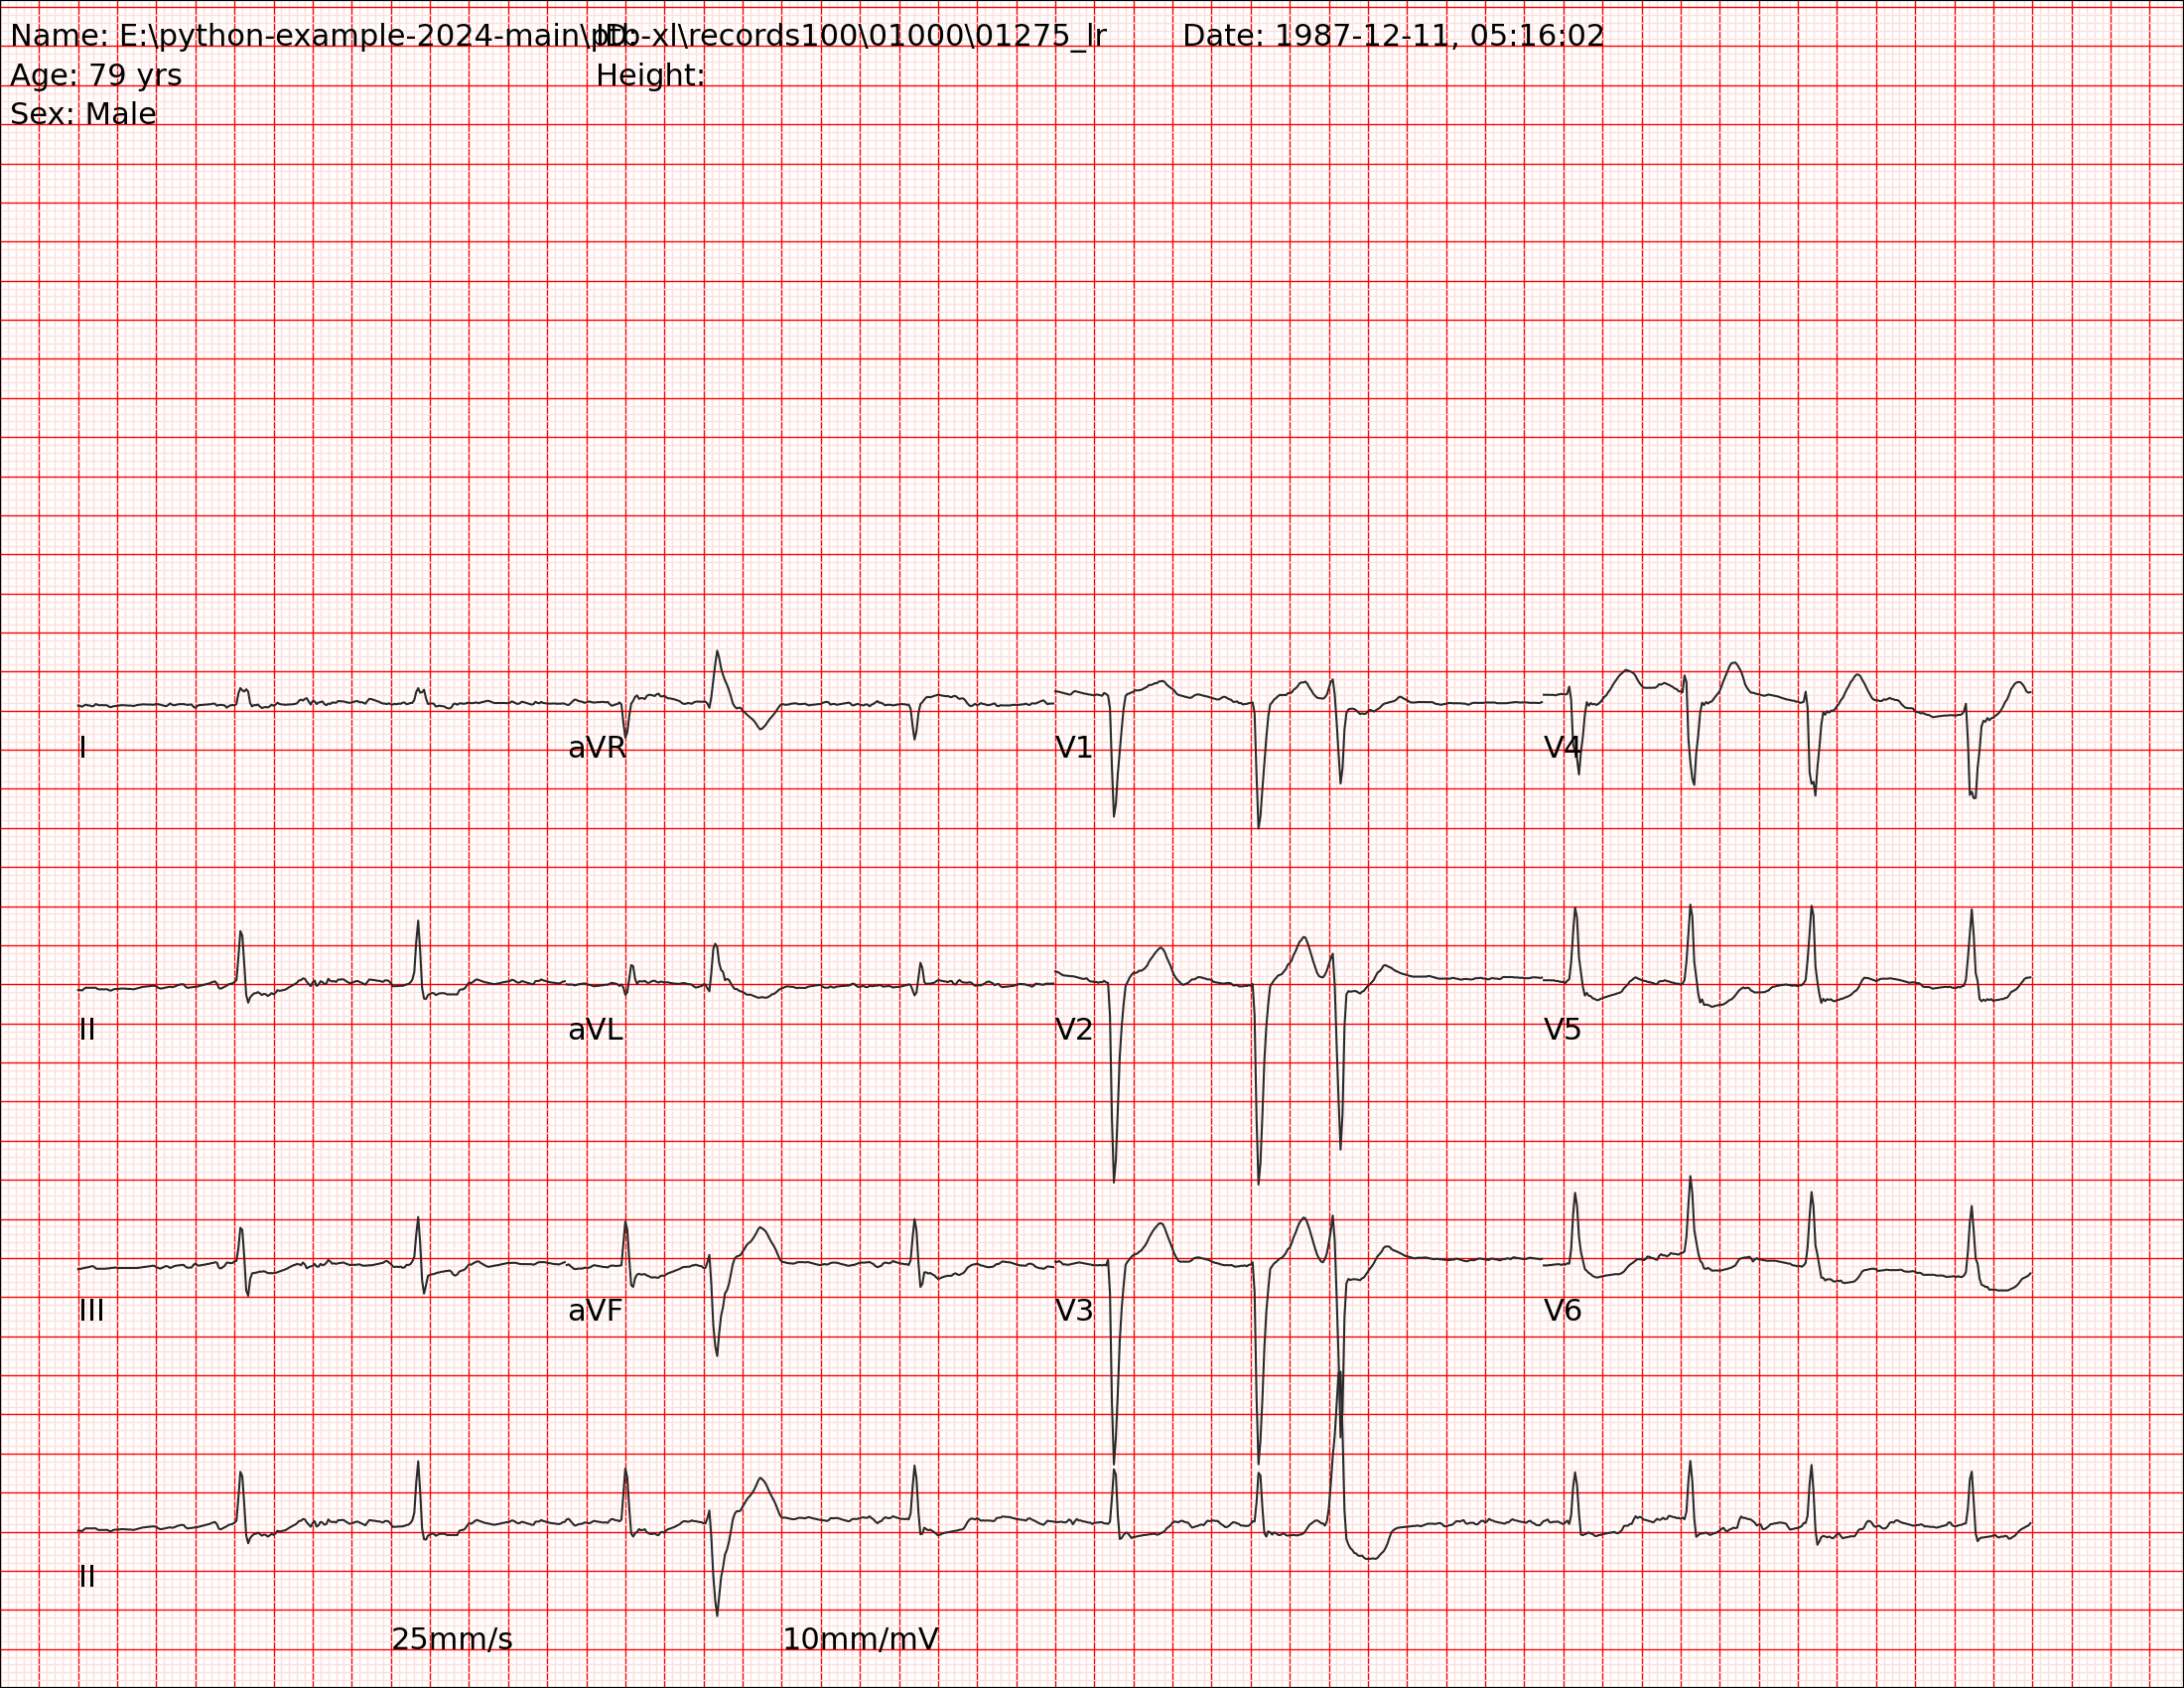 Name: E:\python-example-2024-main\ptb-xl\records100\01000\01275_lr ID: Date: 1987-12-11, 05:16:02
Age: 79 yrs Height:
Sex: Male
I aVR V1 V4
II aVL V2 V5
III aVF V3 V6
II
25mm/s 10mm/mV